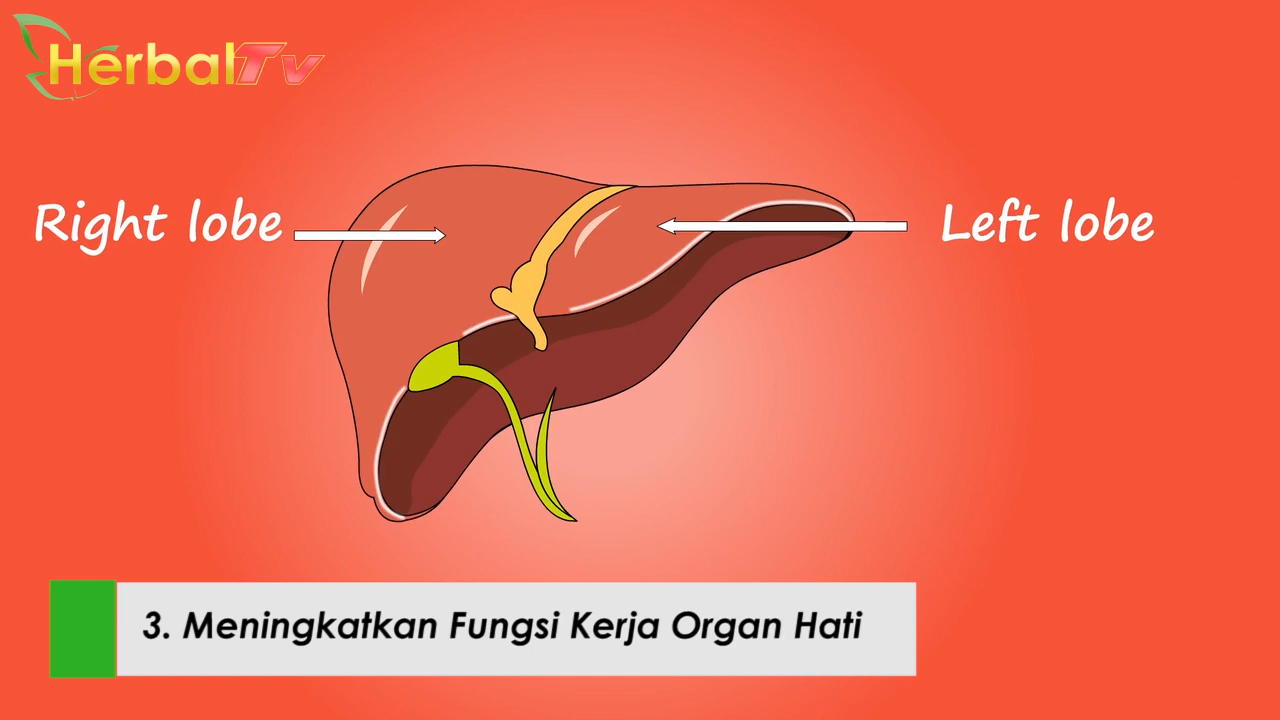 HerbalTv
Right lobe
Left lobe
3. Meningkatkan Fungsi Kerja Organ Hati